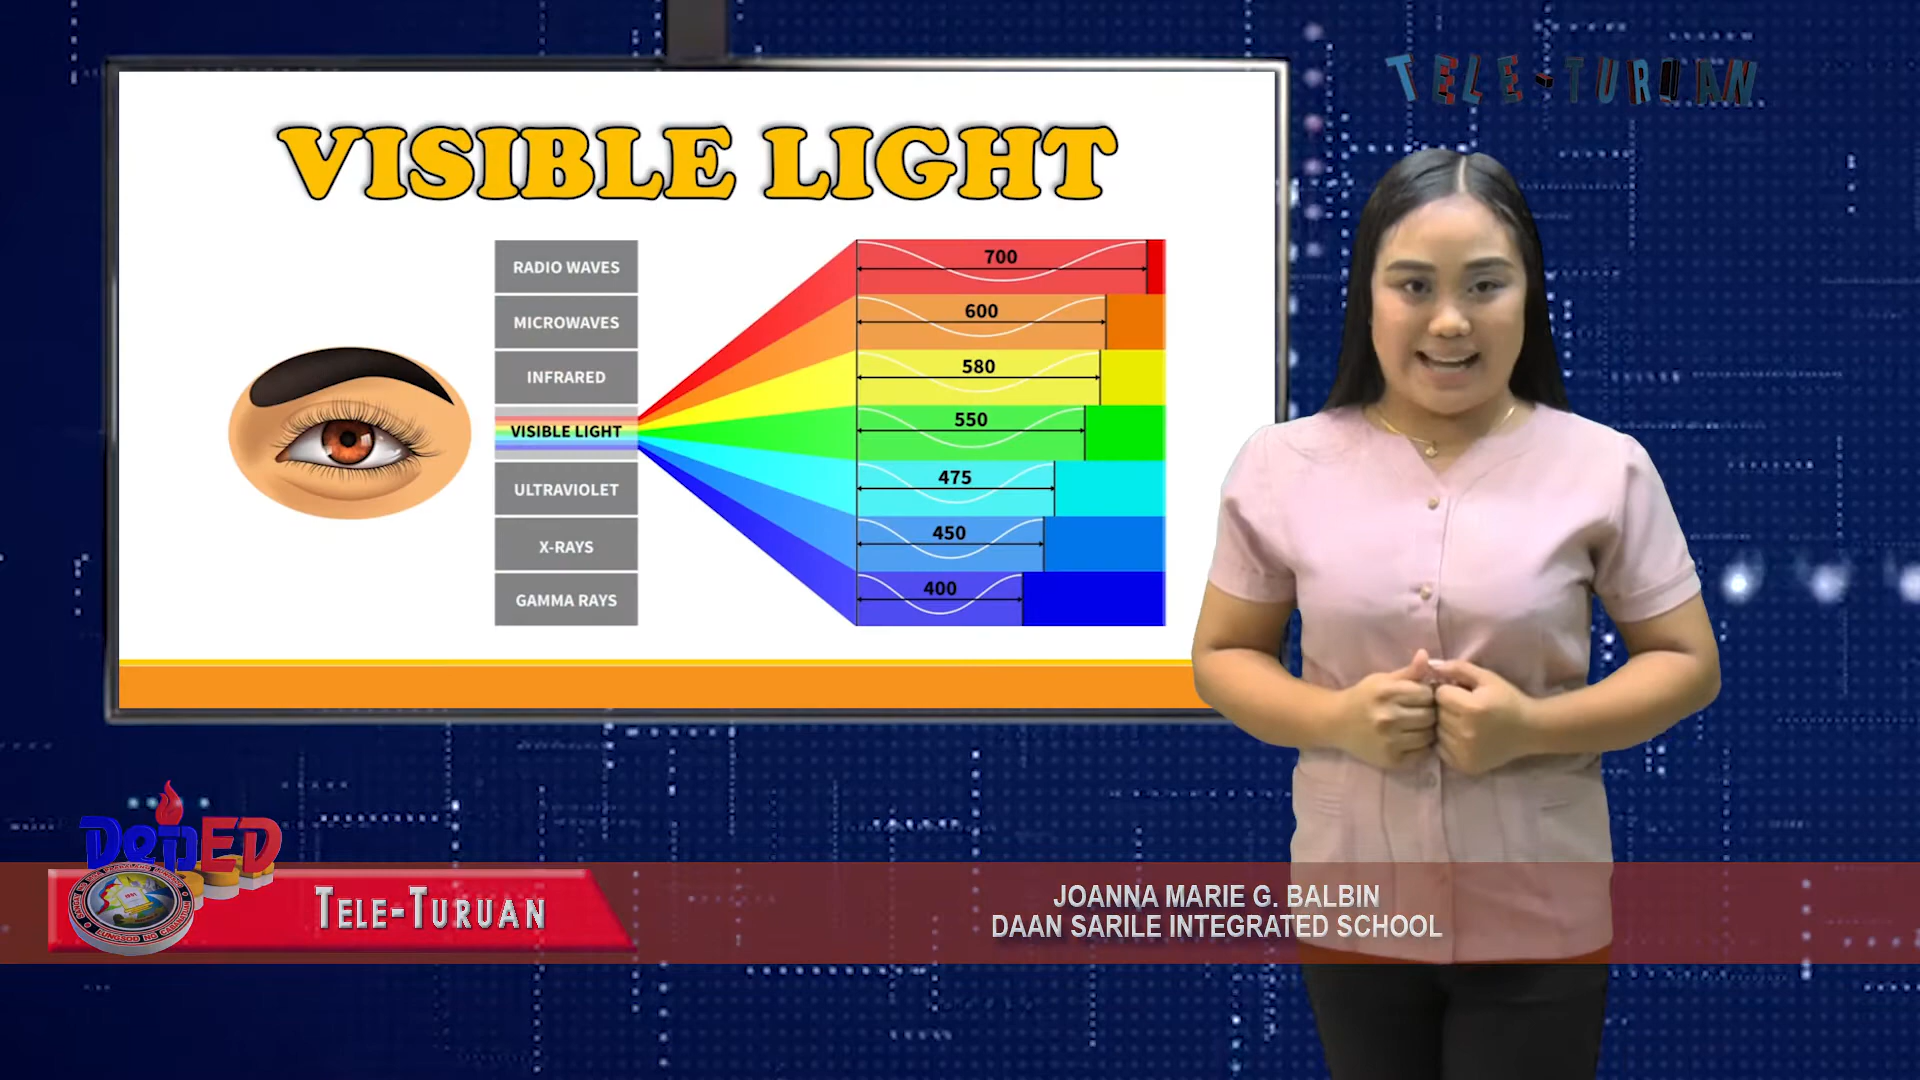 TELE-TURUAN
VISIBLE LIGHT
RADIO WAVES
MICROWAVES
INFRARED
VISIBLE LIGHT
ULTRAVIOLET
X-RAYS
GAMMA RAYS
700
600
580
550
475
450
400
DepED
TELE-TURUAN
JOANNA MARIE G. BALBIN
DAAN SARILE INTEGRATED SCHOOL